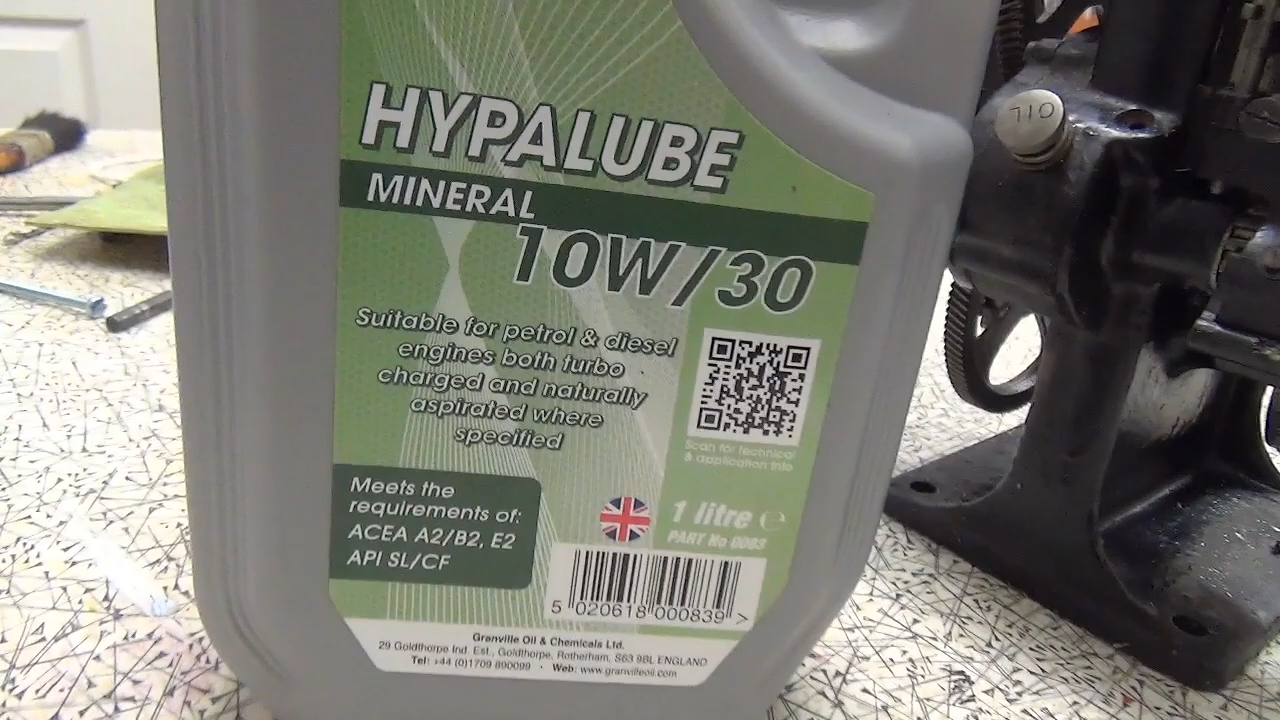 HYPALUBE
MINERAL
10W/30
Suitable for petrol & diesel
engines both turbo
charged and naturally
aspirated where
specified
Scan for technical
& application info
Meets the
requirements of:
ACEA A2/B2, E2
API SL/CF
1 litre ℮
PART No 0083
5 020618 000839 >
Granville Oil & Chemicals Ltd.
29 Goldthorpe Ind. Est., Goldthorpe, Rotherham, S63 9BL ENGLAND
Tel: +44 (0)1709 890099 · Web: www.granvilleoil.com
OIL